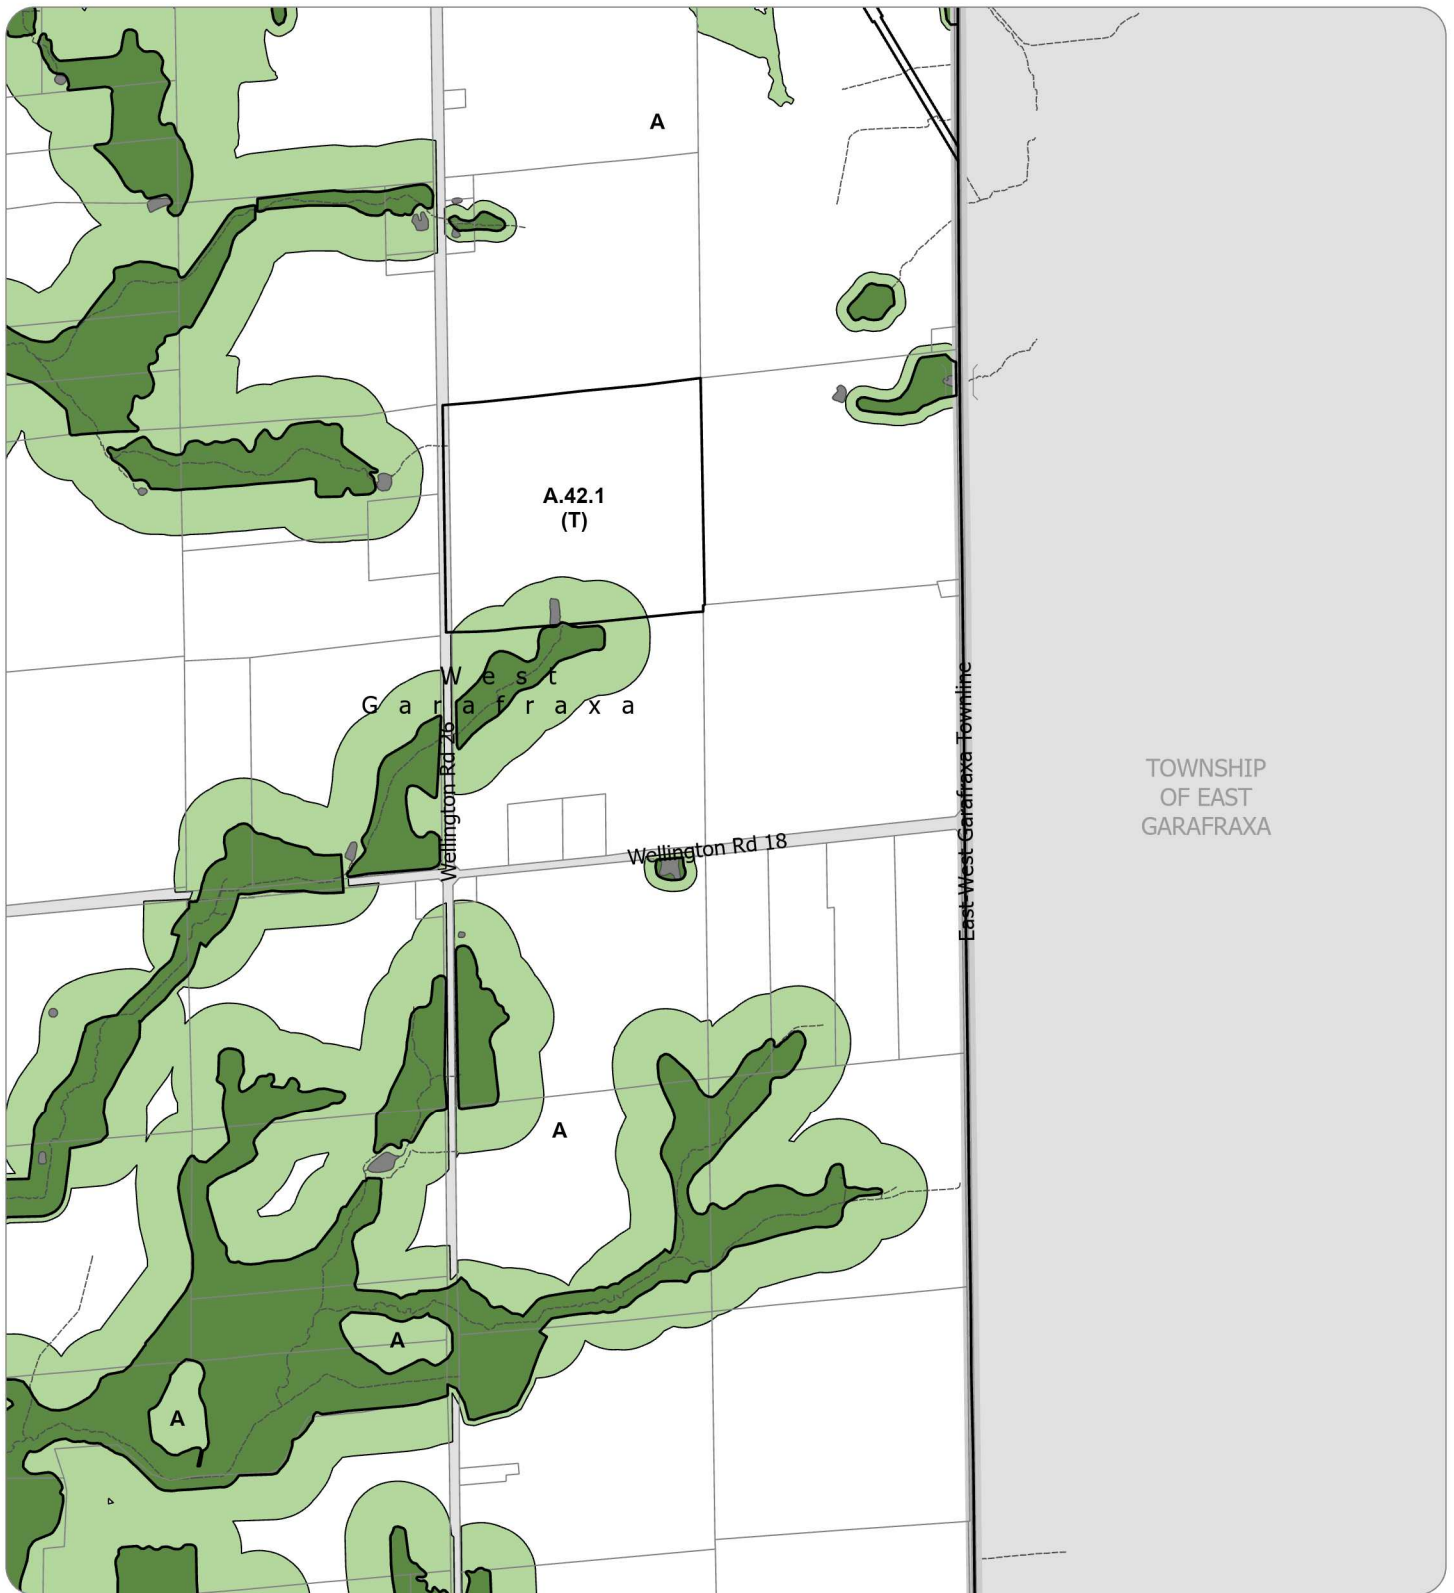 A
A.42.1
(T)
West
Garafraxa
Wellington Rd 26
East-West Garafraxa Townline
TOWNSHIP
OF EAST
GARAFRAXA
Wellington Rd 18
A
A
A